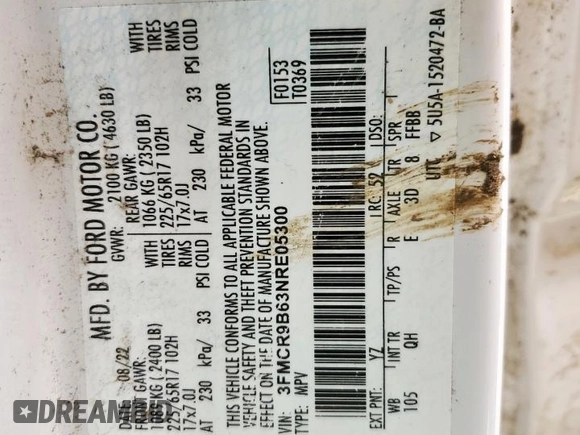 MFD. BY FORD MOTOR CO.
DATE: 08/22 GVWR: 2100 KG ( 4630 LB)
FRONT GAWR: REAR GAWR:
KG ( 2400 LB) 1066 KG ( 2350 LB) WITH
225/65R17 102H 225/65R17 102H TIRES
17x7.0J 17x7.0J RIMS
AT 230 kPa/ 33 PSI COLD AT 230 kPa/ 33 PSI COLD
THIS VEHICLE CONFORMS TO ALL APPLICABLE FEDERAL MOTOR
VEHICLE SAFETY AND THEFT PREVENTION STANDARDS IN
EFFECT ON THE DATE OF MANUFACTURE SHOWN ABOVE.
VIN: 3FMCR9B63NRE05300
TYPE: MPV
F0153
T0369
EXT PNT: YZ RC: 52 DSO:
WB INT TR TP/PS R AXLE TR SPR
105 QH E 3D 8 FFBB
UTC ▽ 5U5A-1520472-BA
WITH
TIRES
RIMS
DREAM